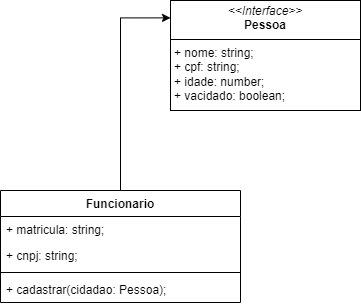 <<Interface>>
Pessoa
+ nome: string;
+ cpf: string;
+ idade: number;
+ vacidado: boolean;
Funcionario
+ matricula: string;
+ cnpj: string;
+ cadastrar(cidadao: Pessoa);